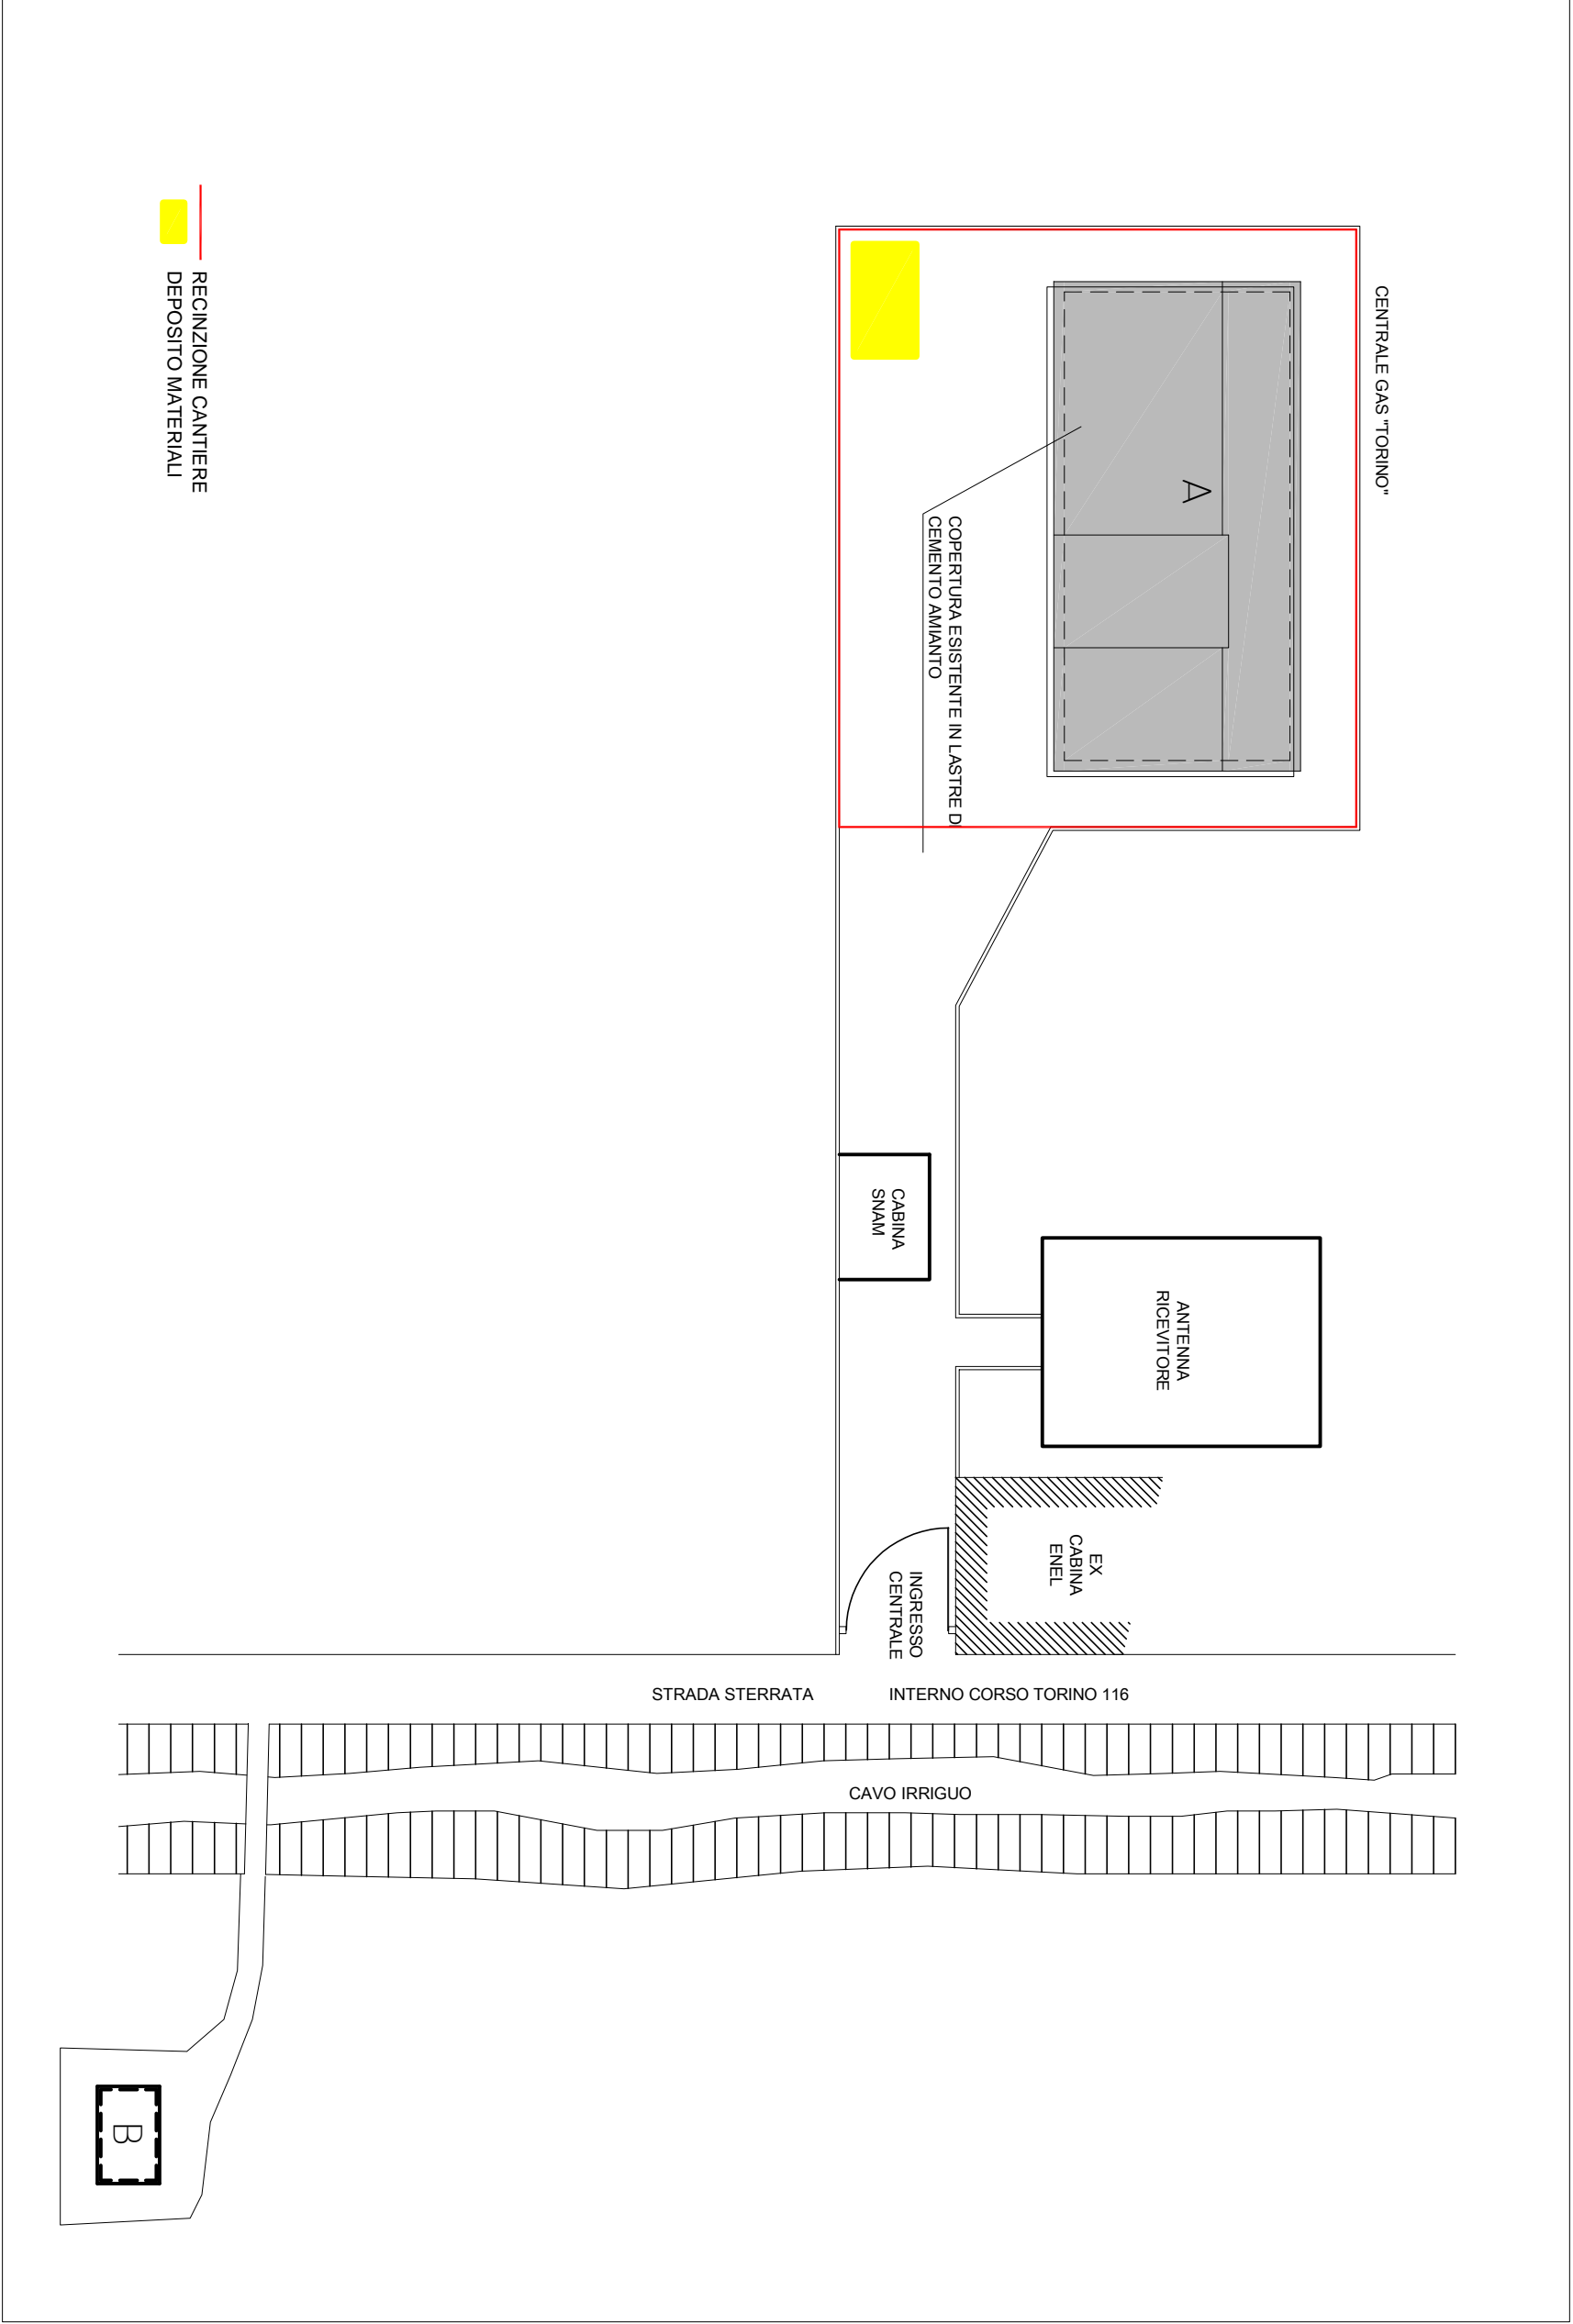 CENTRALE GAS "TORINO"
A
COPERTURA ESISTENTE IN LASTRE DI
CEMENTO AMIANTO
RECINZIONE CANTIERE
DEPOSITO MATERIALI
CABINA
SNAM
ANTENNA
RICEVITORE
EX
CABINA
ENEL
INGRESSO
CENTRALE
STRADA STERRATA INTERNO CORSO TORINO 116
CAVO IRRIGUO
B